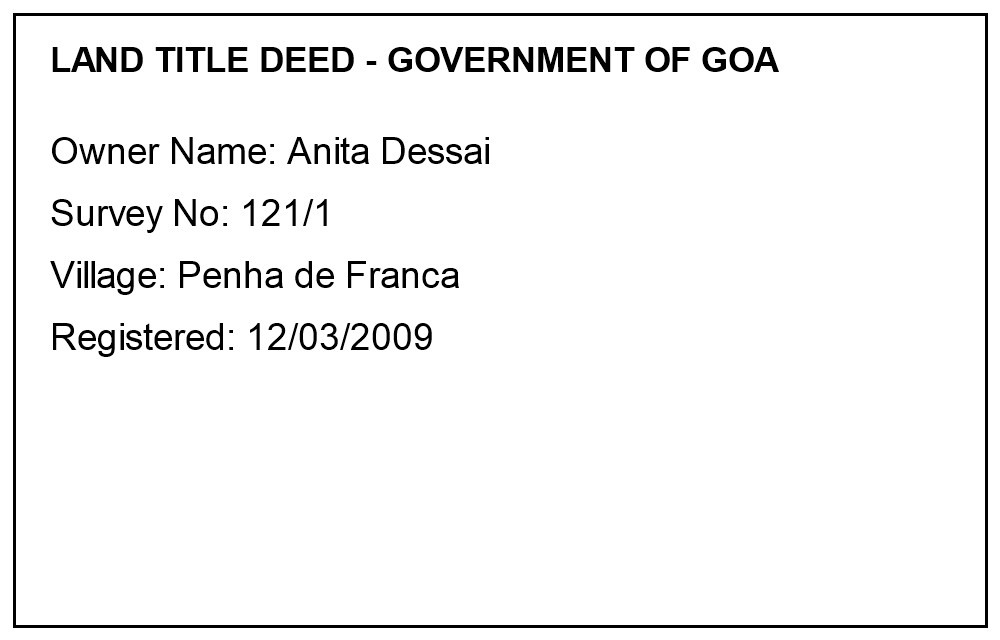 LAND TITLE DEED - GOVERNMENT OF GOA
Owner Name: Anita Dessai
Survey No: 121/1
Village: Penha de Franca
Registered: 12/03/2009